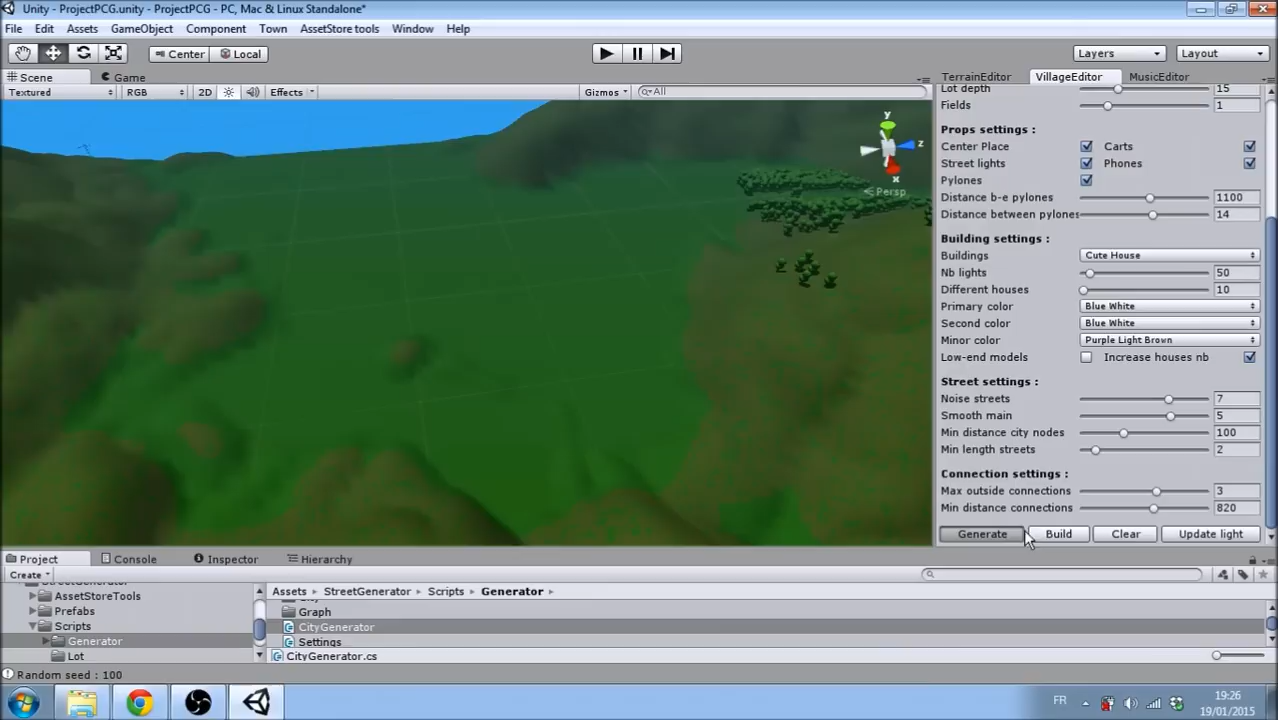 Unity - ProjectPCG.unity - ProjectPCG - PC, Mac & Linux Standalone*
File Edit Assets GameObject Component Town AssetStore tools Window Help
Center Local Layers Layout
Scene Game TerrainEditor VillageEditor MusicEditor
Textured RGB 2D Effects Gizmos All
Lot depth 15
Fields 1
Props settings :
Center Place Carts
Street lights Phones
Pylones
Distance b-e pylones 1100
Distance between pylones 14
Building settings :
Buildings Cute House
Nb lights 50
Different houses 10
Primary color Blue White
Second color Blue White
Minor color Purple Light Brown
Low-end models Increase houses nb
Street settings :
Noise streets 7
Smooth main 5
Min distance city nodes 100
Min length streets 2
Connection settings :
Max outside connections 3
Min distance connections 820
Generate Build Clear Update light
y
z
x
Persp
Project Console Inspector Hierarchy
Create
StreetGenerator
AssetStoreTools
Prefabs
Scripts
Generator
Lot
Assets StreetGenerator Scripts Generator
Graph
CityGenerator
Settings
CityGenerator.cs
Random seed : 100
FR 19:26
19/01/2015